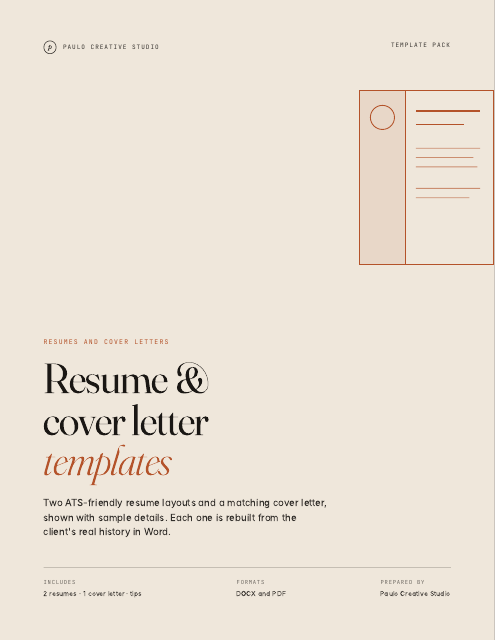 p PAULO CREATIVE STUDIO
TEMPLATE PACK
RESUMES AND COVER LETTERS
Resume &
cover letter
templates
Two ATS-friendly resume layouts and a matching cover letter,
shown with sample details. Each one is rebuilt from the
client's real history in Word.
INCLUDES
2 resumes · 1 cover letter · tips
FORMATS
DOCX and PDF
PREPARED BY
Paulo Creative Studio